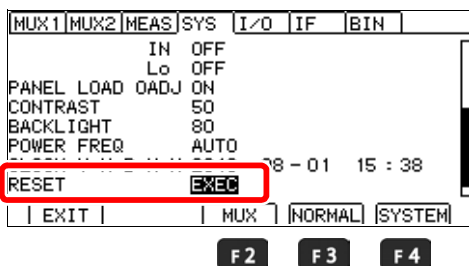 MUX1 MUX2 MEAS SYS I/O IF BIN
IN OFF
Lo OFF
PANEL LOAD OADJ ON
CONTRAST 50
BACKLIGHT 80
POWER FREQ AUTO
08-01 15:38
RESET EXEC
EXIT MUX NORMAL SYSTEM
F2 F3 F4